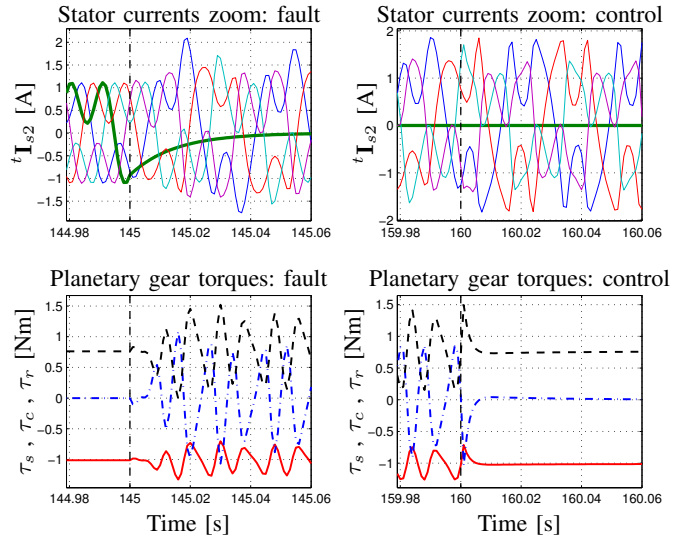 Stator currents zoom: fault
ᵗI_{s2} [A]
2
1.5
1
0.5
0
-0.5
-1
-1.5
144.98 145 145.02 145.04 145.06
Stator currents zoom: control
ᵗI_{s2} [A]
2
1
0
-1
-2
159.98 160 160.02 160.04 160.06
Planetary gear torques: fault
τ_s , τ_c , τ_r [Nm]
1.5
1
0.5
0
-0.5
-1
144.98 145 145.02 145.04 145.06
Time [s]
Planetary gear torques: control
τ_s , τ_c , τ_r [Nm]
1.5
1
0.5
0
-0.5
-1
159.98 160 160.02 160.04 160.06
Time [s]